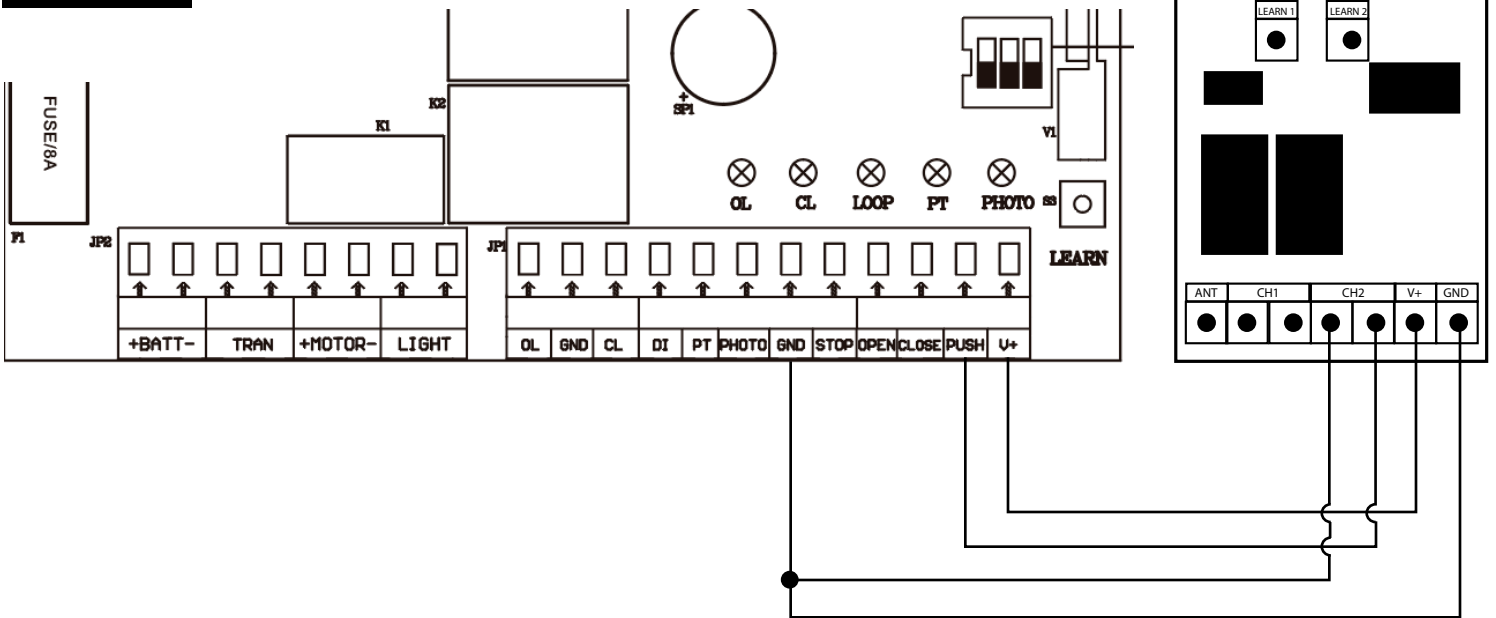 LEARN 1 LEARN 2
FUSE/8A
K2
K1
+
SP1
V1
OL CL LOOP PT PHOTO S3
F1
JP2
JP1
LEARN
ANT CH1 CH2 V+ GND
+BATT- TRAN +MOTOR- LIGHT
OL GND CL DI PT PHOTO GND STOP OPEN CLOSE PUSH V+